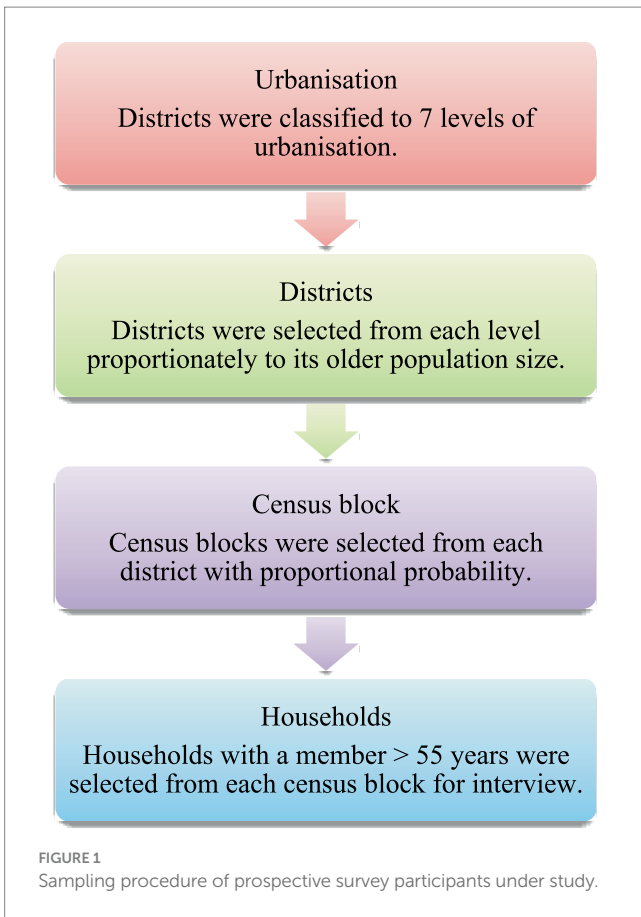 Urbanisation
Districts were classified to 7 levels of
urbanisation.
Districts
Districts were selected from each level
proportionately to its older population size.
Census block
Census blocks were selected from each
district with proportional probability.
Households
Households with a member > 55 years were
selected from each census block for interview.
FIGURE 1
Sampling procedure of prospective survey participants under study.